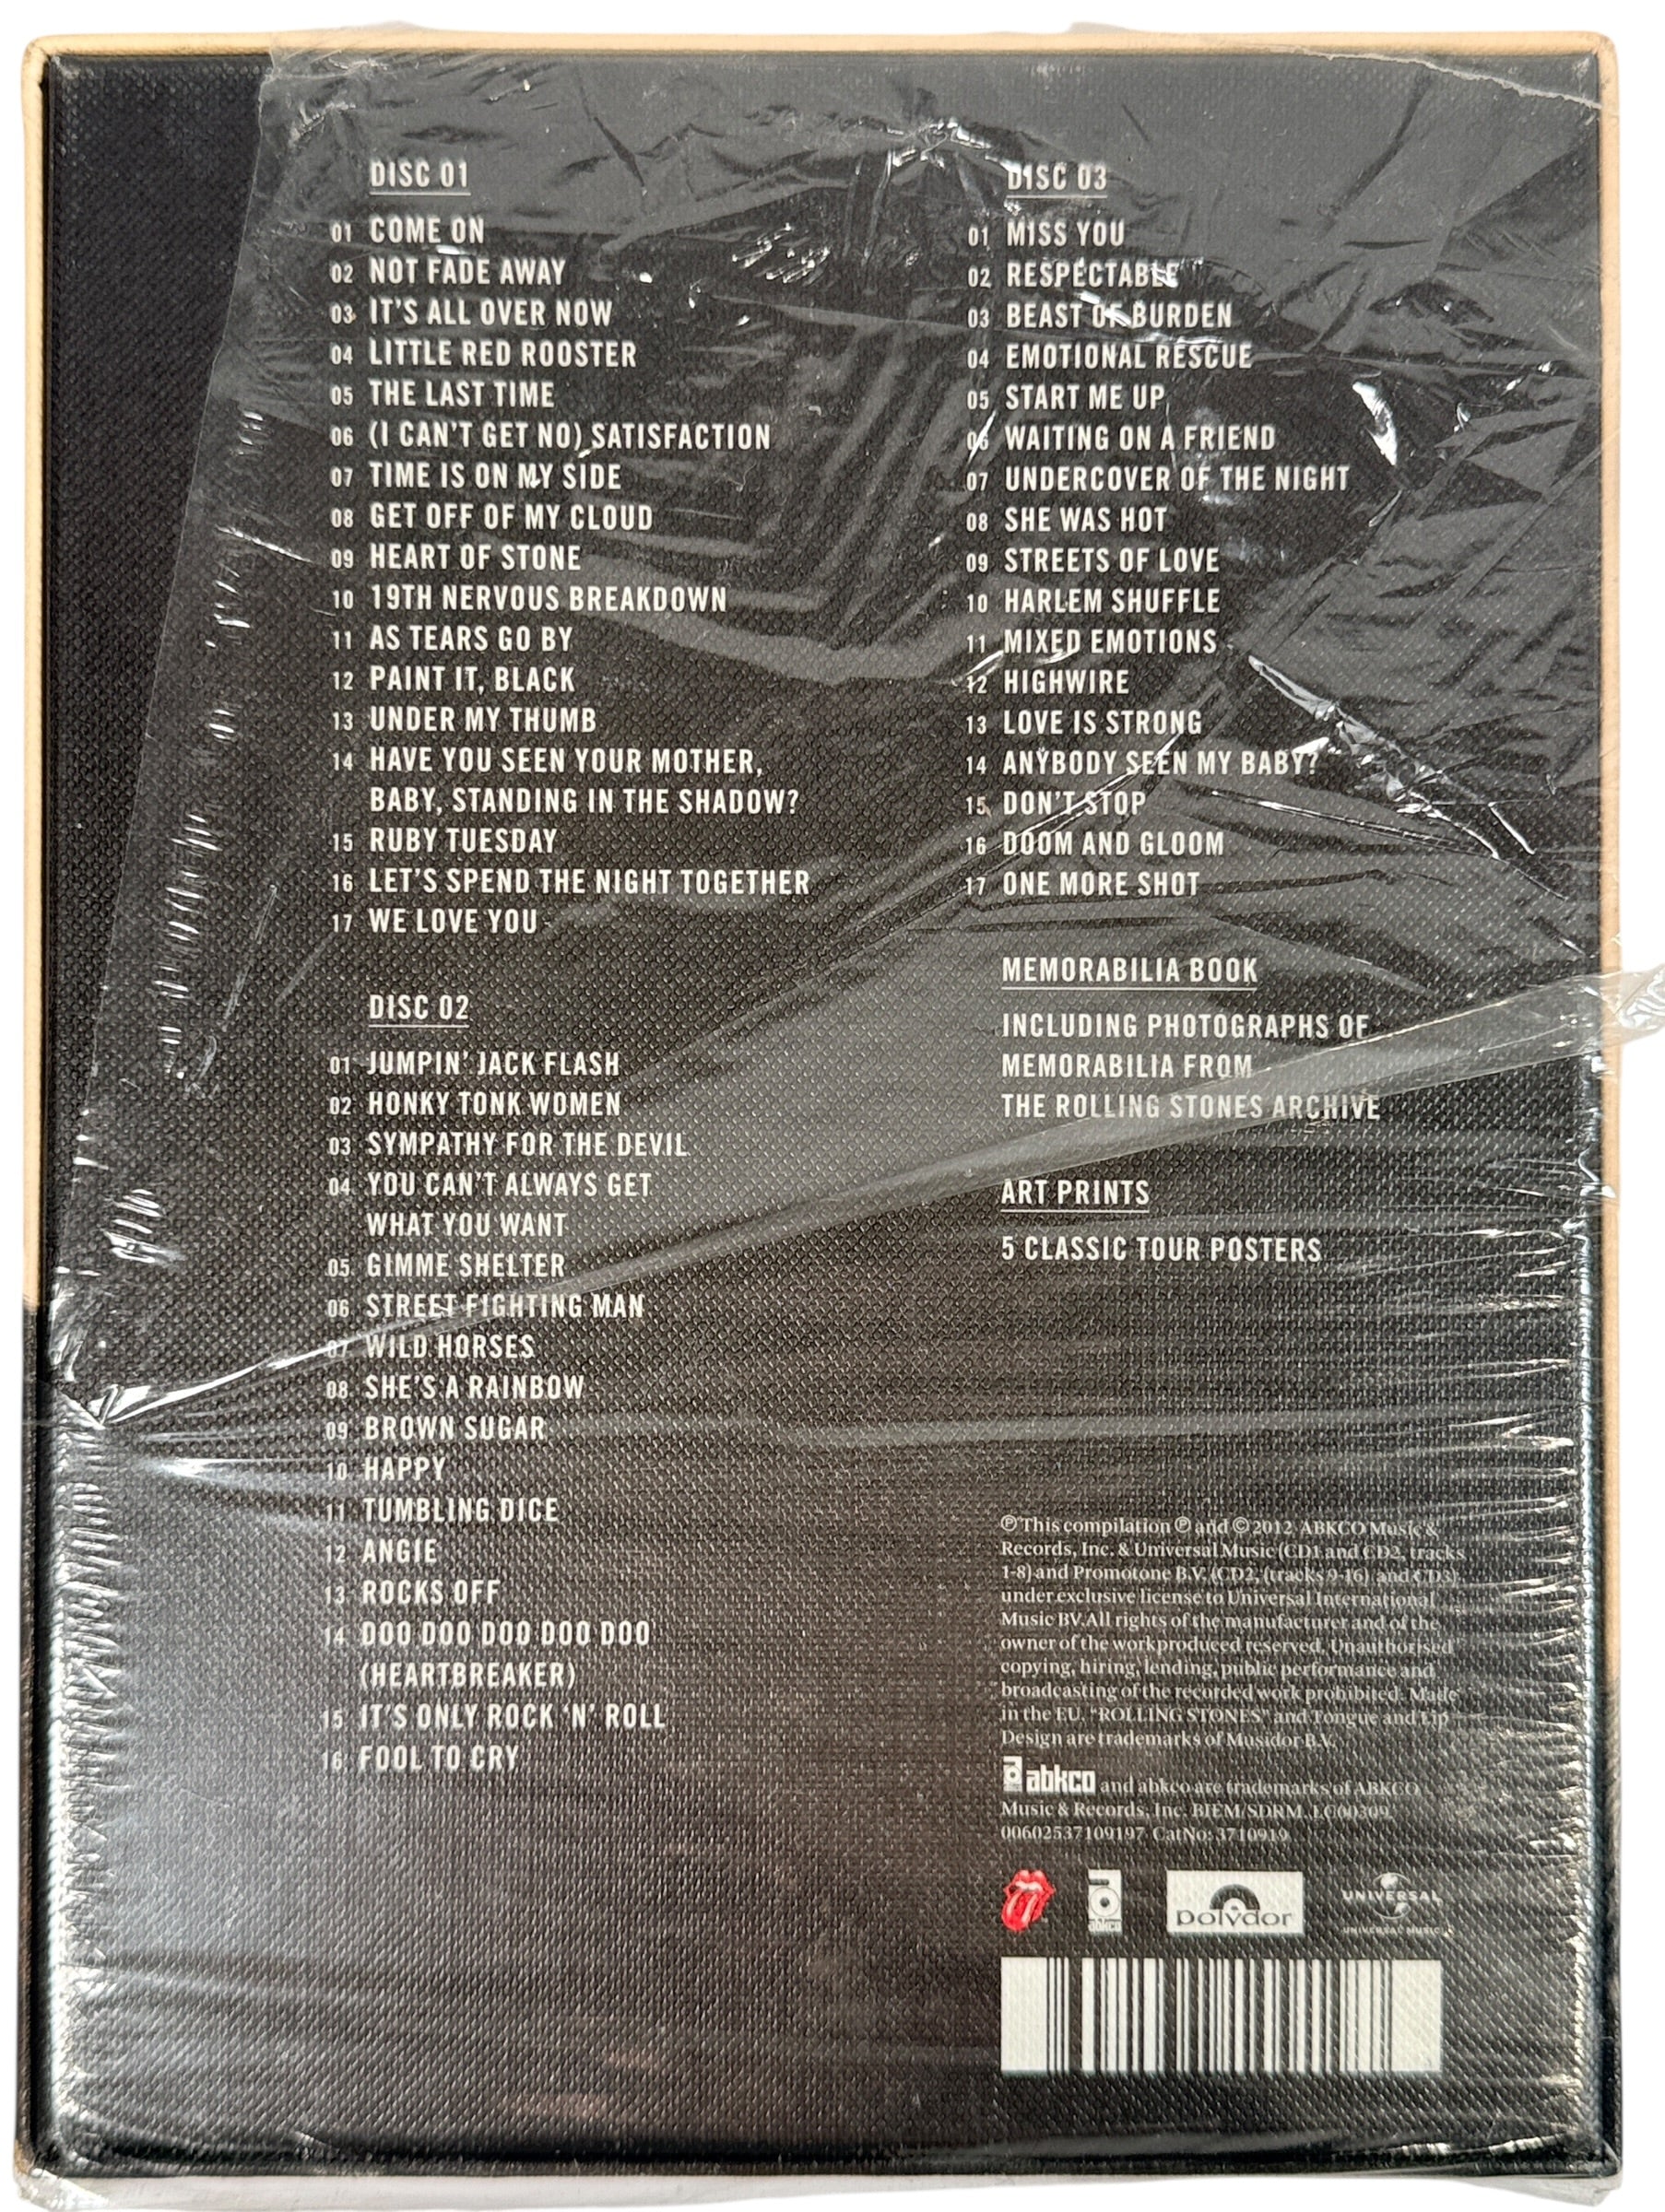 DISC 01
01 COME ON
02 NOT FADE AWAY
03 IT'S ALL OVER NOW
04 LITTLE RED ROOSTER
05 THE LAST TIME
06 (I CAN'T GET NO) SATISFACTION
07 TIME IS ON MY SIDE
08 GET OFF OF MY CLOUD
09 HEART OF STONE
10 19TH NERVOUS BREAKDOWN
11 AS TEARS GO BY
12 PAINT IT, BLACK
13 UNDER MY THUMB
14 HAVE YOU SEEN YOUR MOTHER,
BABY, STANDING IN THE SHADOW?
15 RUBY TUESDAY
16 LET'S SPEND THE NIGHT TOGETHER
17 WE LOVE YOU
DISC 02
01 JUMPIN' JACK FLASH
02 HONKY TONK WOMEN
03 SYMPATHY FOR THE DEVIL
04 YOU CAN'T ALWAYS GET
WHAT YOU WANT
05 GIMME SHELTER
06 STREET FIGHTING MAN
07 WILD HORSES
08 SHE'S A RAINBOW
09 BROWN SUGAR
10 HAPPY
11 TUMBLING DICE
12 ANGIE
13 ROCKS OFF
14 DOO DOO DOO DOO DOO
(HEARTBREAKER)
15 IT'S ONLY ROCK 'N' ROLL
16 FOOL TO CRY
DISC 03
01 MISS YOU
02 RESPECTABLE
03 BEAST OF BURDEN
04 EMOTIONAL RESCUE
05 START ME UP
06 WAITING ON A FRIEND
07 UNDERCOVER OF THE NIGHT
08 SHE WAS HOT
09 STREETS OF LOVE
10 HARLEM SHUFFLE
11 MIXED EMOTIONS
12 HIGHWIRE
13 LOVE IS STRONG
14 ANYBODY SEEN MY BABY?
15 DON'T STOP
16 DOOM AND GLOOM
17 ONE MORE SHOT
MEMORABILIA BOOK
INCLUDING PHOTOGRAPHS OF
MEMORABILIA FROM
THE ROLLING STONES ARCHIVE
ART PRINTS
5 CLASSIC TOUR POSTERS
℗ This compilation ℗ and © 2012 ABKCO Music &
Records, Inc. & Universal Music (CD1 and CD2, tracks
1-8) and Promotone B.V. (CD2, (tracks 9-16) and CD3)
under exclusive license to Universal International
Music BV. All rights of the manufacturer and of the
owner of the work produced reserved. Unauthorised
copying, hiring, lending, public performance and
broadcasting of the recorded work prohibited. Made
in the EU. "ROLLING STONES" and Tongue and Lip
Design are trademarks of Musidor B.V.
abkco and abkco are trademarks of ABKCO
Music & Records, Inc. BIEM/SDRM. LC00309.
00602537109197 CatNo: 3710919
abkco
polydor
UNIVERSAL
UNIVERSAL MUSIC